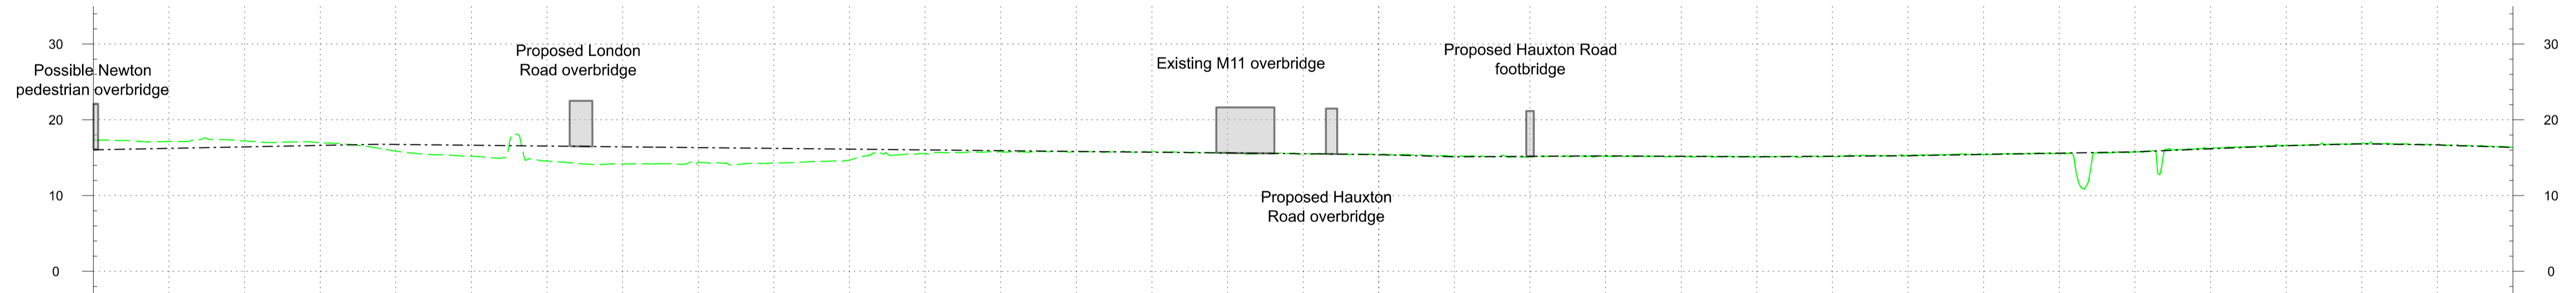 30
30
Proposed London
Road overbridge
Proposed Hauxton Road
footbridge
Existing M11 overbridge
Possible Newton
pedestrian overbridge
20
20
10
10
Proposed Hauxton
Road overbridge
0
0